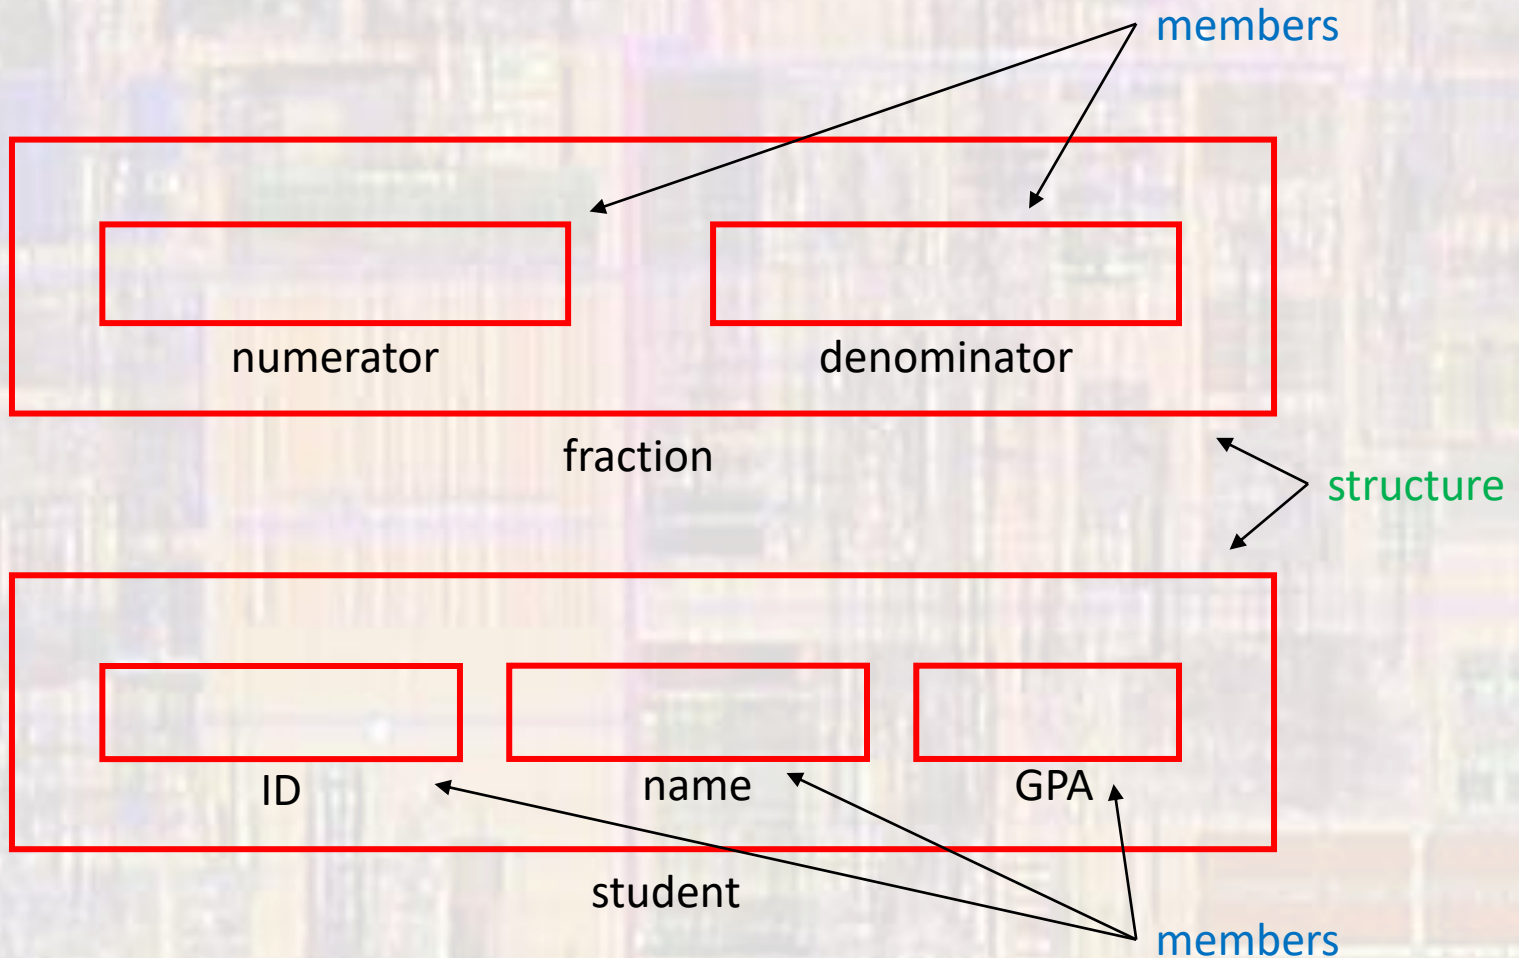 members
numerator
denominator
fraction
structure
ID
name
GPA
student
members